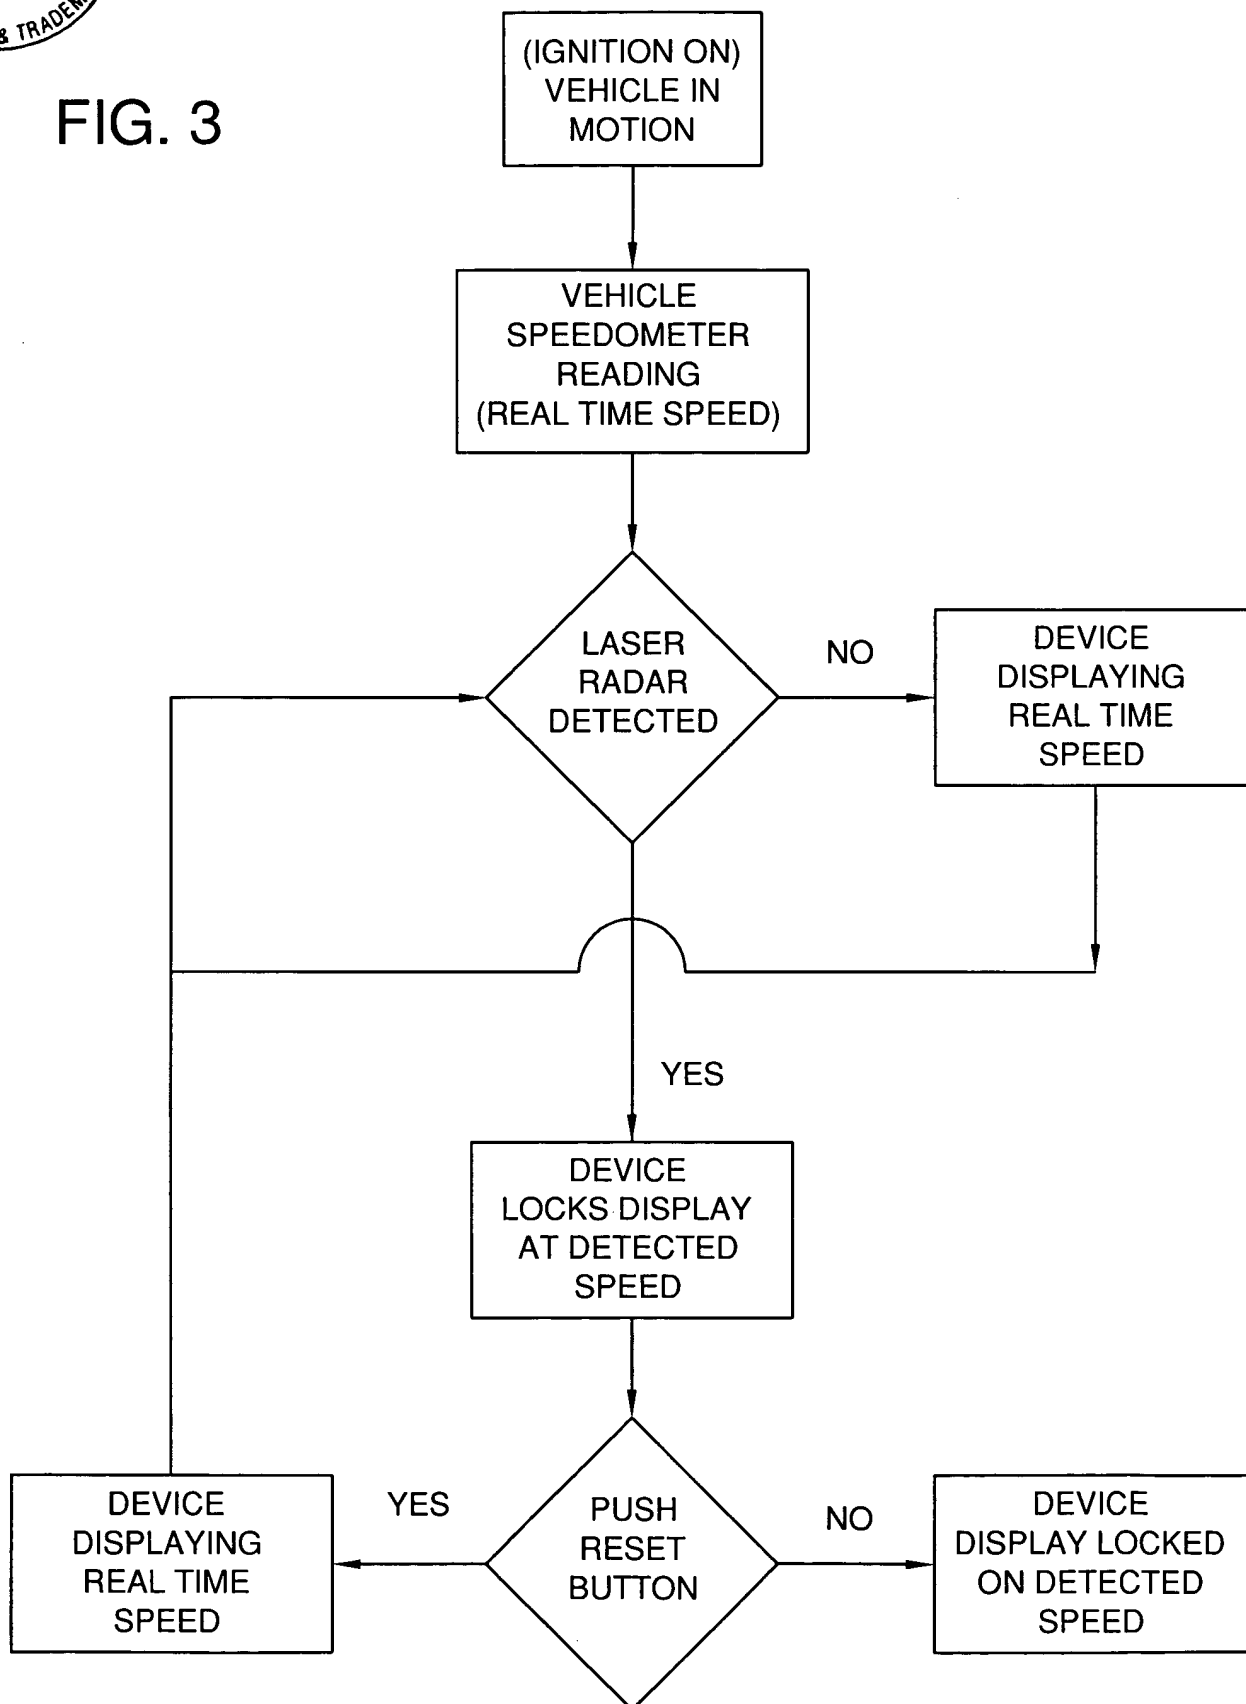 & TRADEM
FIG. 3
(IGNITION ON)
VEHICLE IN
MOTION
VEHICLE
SPEEDOMETER
READING
(REAL TIME SPEED)
LASER
RADAR
DETECTED
NO
DEVICE
DISPLAYING
REAL TIME
SPEED
YES
DEVICE
LOCKS DISPLAY
AT DETECTED
SPEED
DEVICE
DISPLAYING
REAL TIME
SPEED
YES
PUSH
RESET
BUTTON
NO
DEVICE
DISPLAY LOCKED
ON DETECTED
SPEED